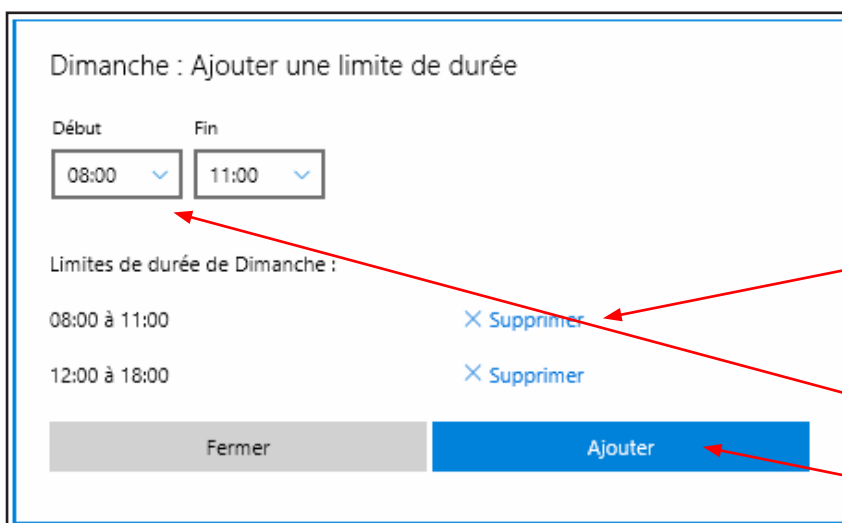 Dimanche : Ajouter une limite de durée
Début Fin
08:00 11:00
Limites de durée de Dimanche :
08:00 à 11:00 Supprimer
12:00 à 18:00 Supprimer
Fermer Ajouter